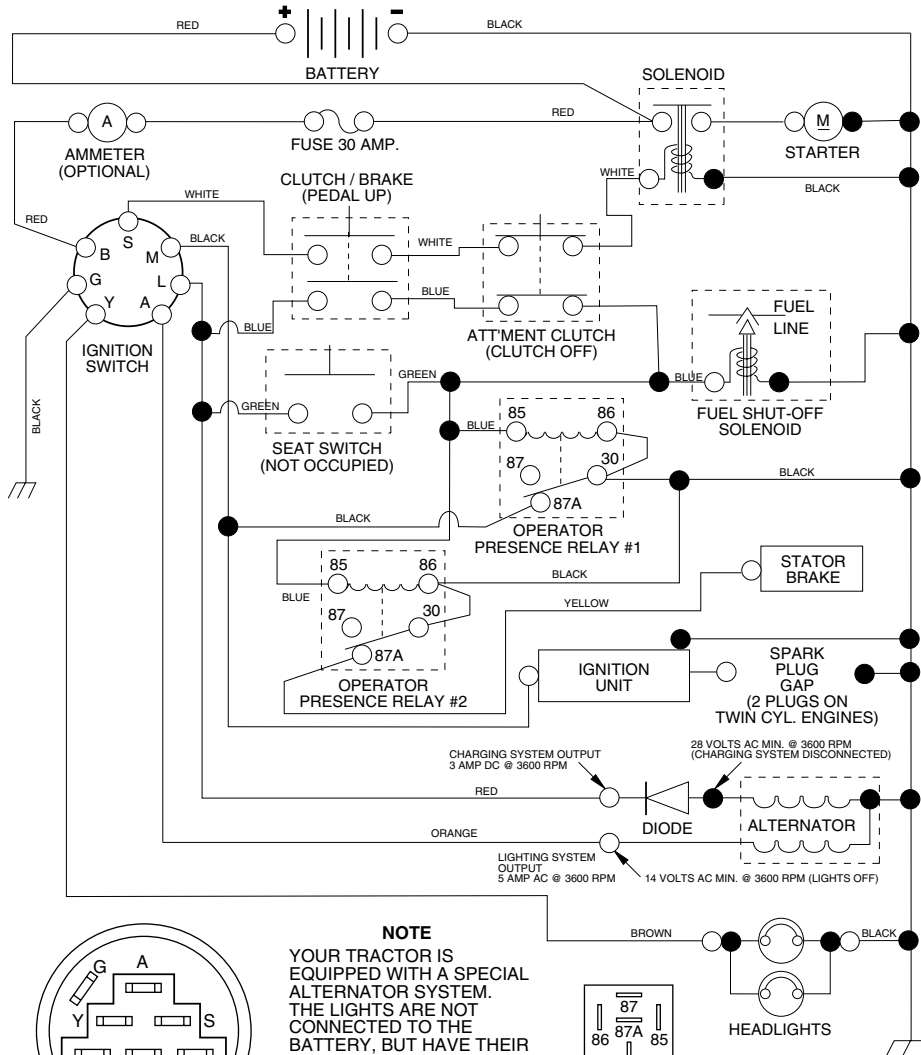 + -
RED
BLACK
BATTERY
SOLENOID
A
AMMETER
(OPTIONAL)
FUSE 30 AMP.
RED
M
STARTER
CLUTCH / BRAKE
(PEDAL UP)
WHITE
WHITE
BLACK
RED
S
B
M
G
L
Y
A
BLACK
IGNITION
SWITCH
WHITE
BLUE
BLUE
ATT'MENT CLUTCH
(CLUTCH OFF)
FUEL
LINE
BLUE
FUEL SHUT-OFF
SOLENOID
GREEN
GREEN
SEAT SWITCH
(NOT OCCUPIED)
BLACK
BLUE
85
86
87
30
87A
BLACK
BLACK
OPERATOR
PRESENCE RELAY #1
85
86
BLUE
87
30
87A
BLACK
YELLOW
STATOR
BRAKE
OPERATOR
PRESENCE RELAY #2
IGNITION
UNIT
SPARK
PLUG
GAP
(2 PLUGS ON
TWIN CYL. ENGINES)
CHARGING SYSTEM OUTPUT
3 AMP DC @ 3600 RPM
28 VOLTS AC MIN. @ 3600 RPM
(CHARGING SYSTEM DISCONNECTED)
RED
DIODE
ALTERNATOR
ORANGE
LIGHTING SYSTEM
OUTPUT
5 AMP AC @ 3600 RPM
14 VOLTS AC MIN. @ 3600 RPM (LIGHTS OFF)
BROWN
BLACK
HEADLIGHTS
G
A
Y
S
NOTE
YOUR TRACTOR IS
EQUIPPED WITH A SPECIAL
ALTERNATOR SYSTEM.
THE LIGHTS ARE NOT
CONNECTED TO THE
BATTERY, BUT HAVE THEIR
87
86
87A
85